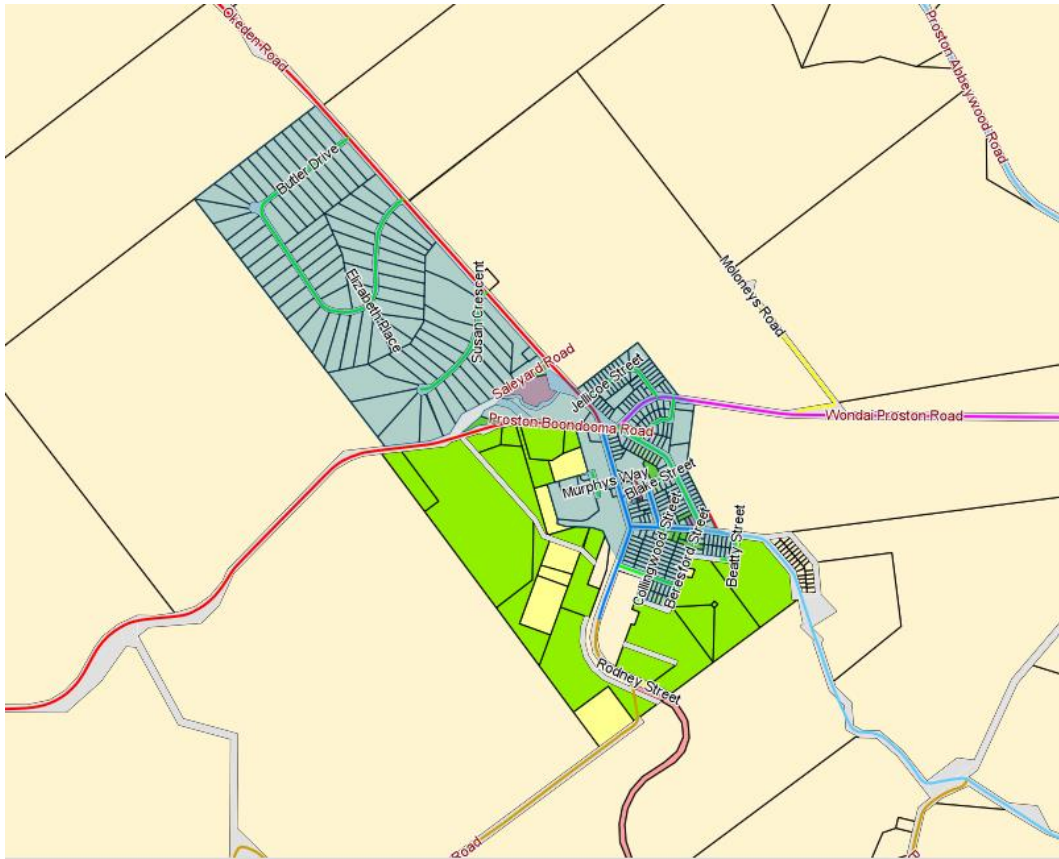 Okeden Road
Proston Abbeywood Road
Butler Drive
Elizabeth Place
Susan Crescent
Moloneys Road
Saleyard Road
Jellicoe Street
Proston Boondooma Road
Wondai Proston Road
Murphys Way
Blake Street
Collingwood Street
Beresford Street
Beatty Street
Rodney Street
Road